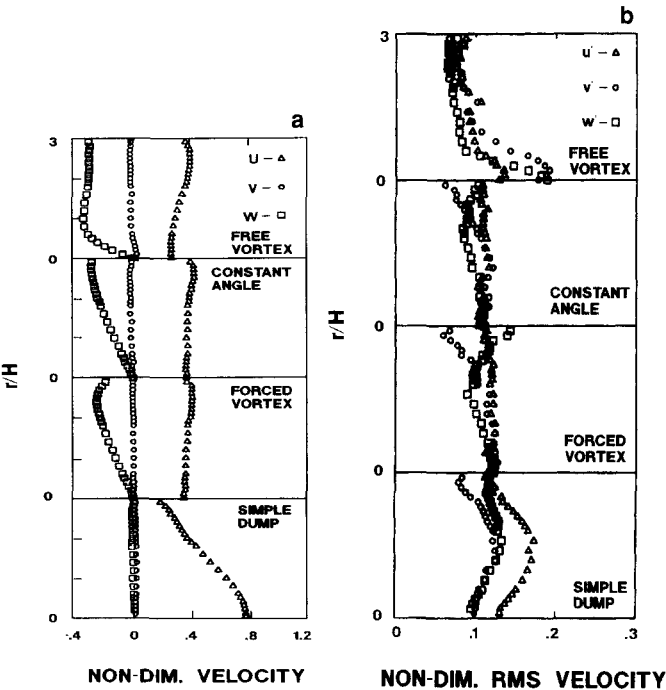 a
3
U - △
V - ○
W - □
FREE
VORTEX
0
CONSTANT
ANGLE
0
FORCED
VORTEX
0
SIMPLE
DUMP
0
r/H
-.4 0 .4 .8 1.2
NON-DIM. VELOCITY
b
3
u' - △
v' - ○
w' - □
FREE
VORTEX
0
CONSTANT
ANGLE
0
FORCED
VORTEX
0
SIMPLE
DUMP
0
r/H
0 .1 .2 .3
NON-DIM. RMS VELOCITY